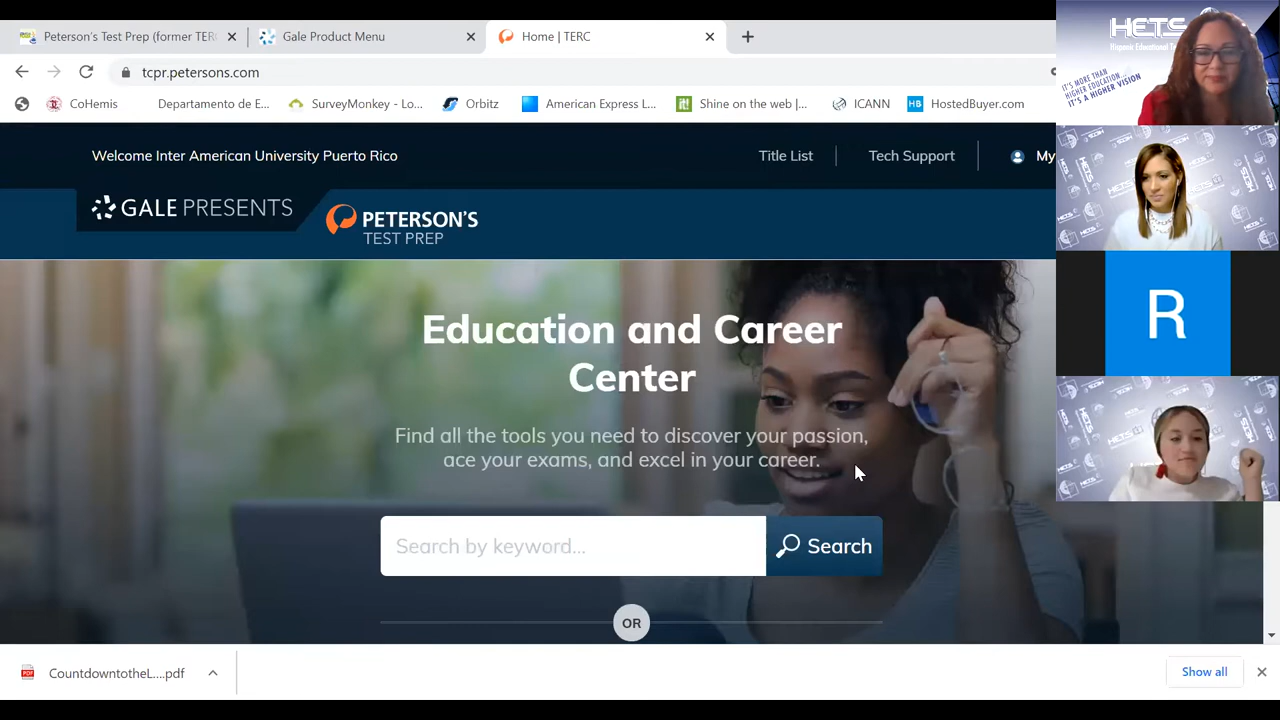 Peterson's Test Prep (former TER
Gale Product Menu
Home | TERC
tcpr.petersons.com
CoHemis
Departamento de E...
SurveyMonkey - Lo...
Orbitz
American Express L...
it!
Shine on the web |...
ICANN
HB
HostedBuyer.com
Welcome Inter American University Puerto Rico
Title List
Tech Support
My
GALE PRESENTS
PETERSON'S
TEST PREP
Education and Career
Center
Find all the tools you need to discover your passion,
ace your exams, and excel in your career.
Search by keyword...
Search
OR
PDF
CountdowntotheL....pdf
Show all
HETS
Hispanic Educational
IT'S MORE THAN
HIGHER EDUCATION
IT'S A HIGHER VISION
R